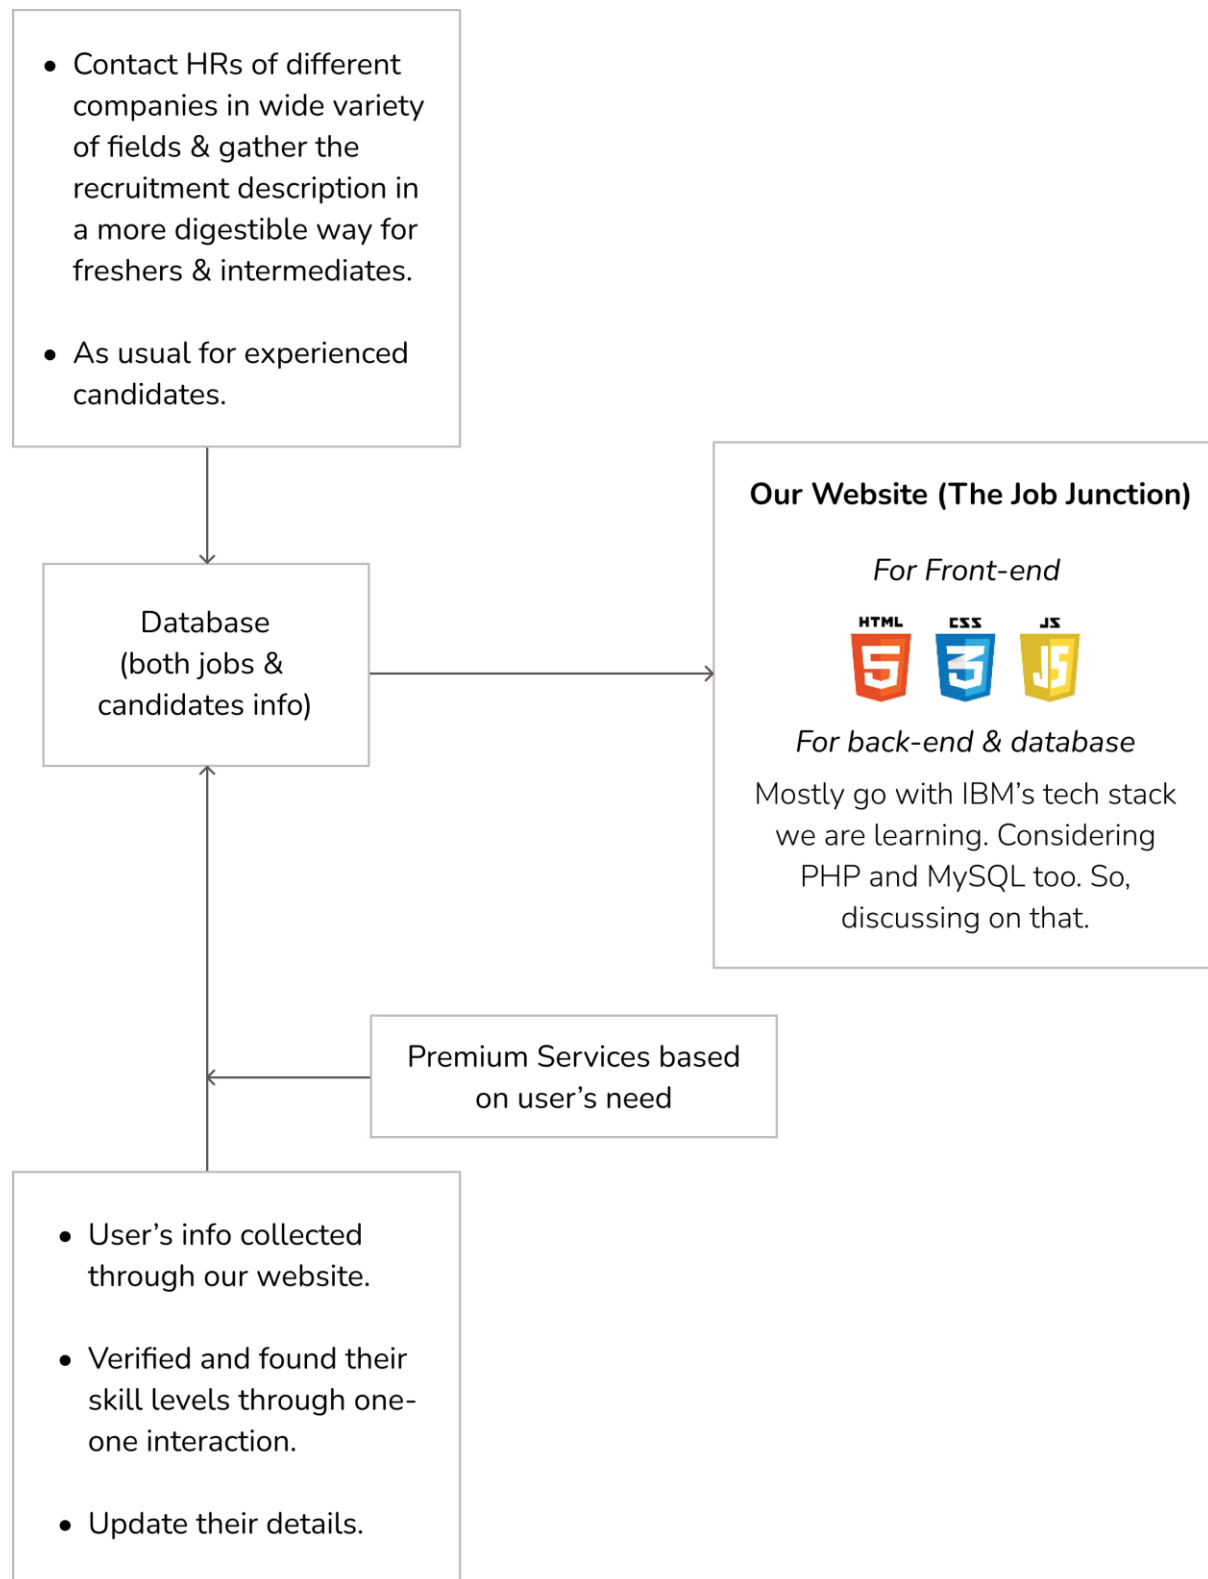 • Contact HRs of different
companies in wide variety
of fields & gather the
recruitment description in
a more digestible way for
freshers & intermediates.
• As usual for experienced
candidates.
Our Website (The Job Junction)
For Front-end
HTML CSS JS
5 3 JS
For back-end & database
Mostly go with IBM’s tech stack
we are learning. Considering
PHP and MySQL too. So,
discussing on that.
Database
(both jobs &
candidates info)
Premium Services based
on user’s need
• User’s info collected
through our website.
• Verified and found their
skill levels through one-
one interaction.
• Update their details.